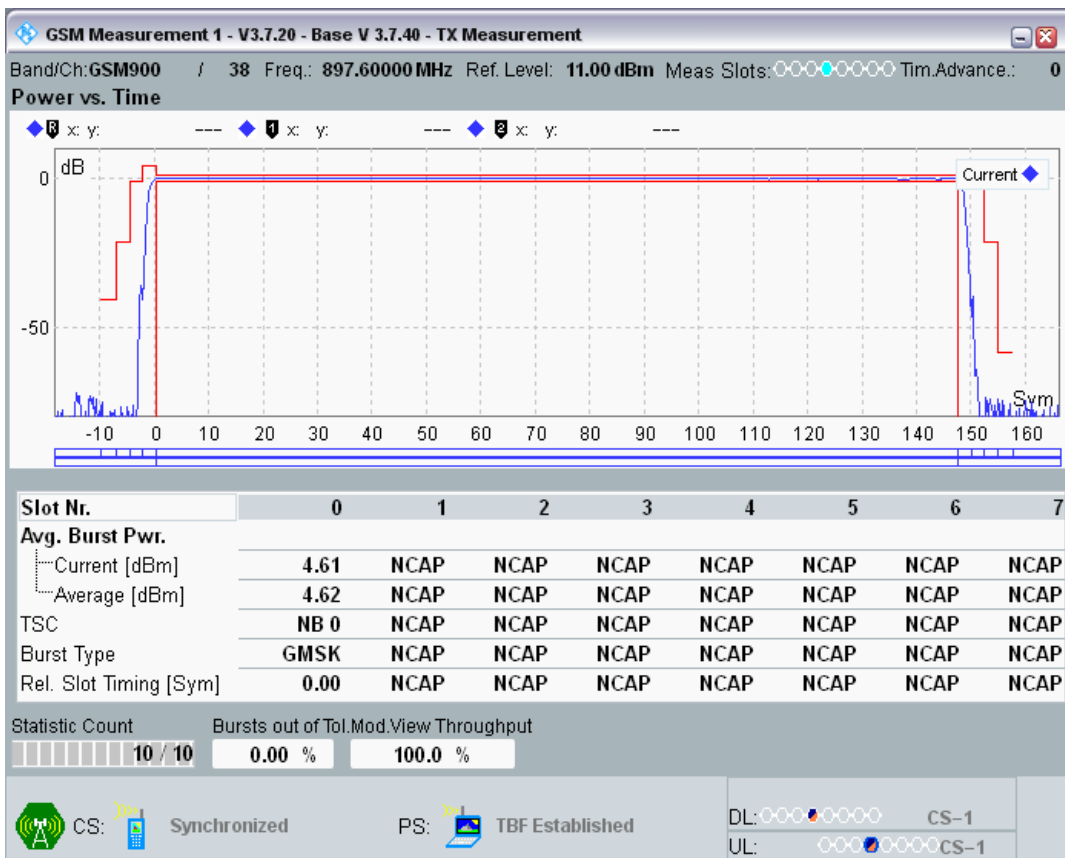 GSM Measurement 1 - V3.7.20 - Base V 3.7.40 - TX Measurement
Band/Ch:GSM900 / 38 Freq.: 897.60000 MHz Ref. Level: 11.00 dBm Meas Slots: Tim.Advance.: 0
Power vs. Time
R x: y: --- 1 x: y: --- 2 x: y: ---
dB
0
Current
-50
Sym
-10 0 10 20 30 40 50 60 70 80 90 100 110 120 130 140 150 160
Slot Nr. 0 1 2 3 4 5 6 7
Avg. Burst Pwr.
Current [dBm] 4.61 NCAP NCAP NCAP NCAP NCAP NCAP NCAP
Average [dBm] 4.62 NCAP NCAP NCAP NCAP NCAP NCAP NCAP
TSC NB 0 NCAP NCAP NCAP NCAP NCAP NCAP NCAP
Burst Type GMSK NCAP NCAP NCAP NCAP NCAP NCAP NCAP
Rel. Slot Timing [Sym] 0.00 NCAP NCAP NCAP NCAP NCAP NCAP NCAP
Statistic Count Bursts out of Tol.Mod.View Throughput
10 / 10 0.00 % 100.0 %
CS: Synchronized PS: TBF Established
DL: CS-1
UL: CS-1